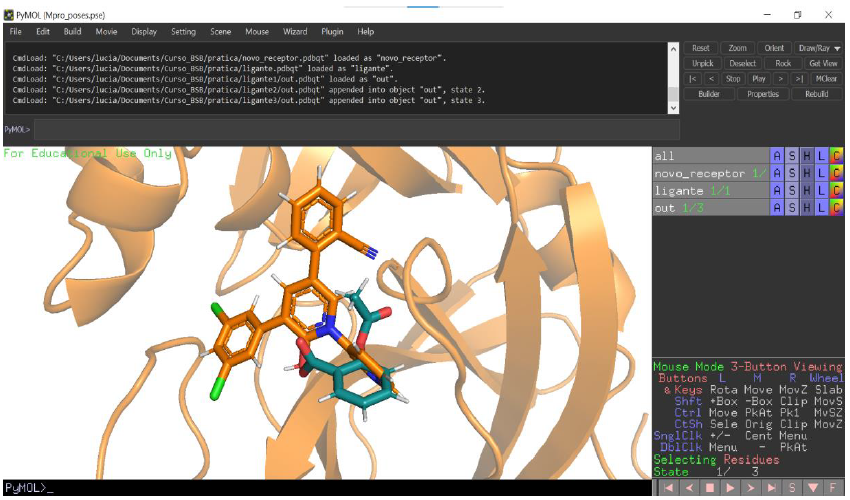 PyMOL (Mpro_poses.pse)
File Edit Build Movie Display Setting Scene Mouse Wizard Plugin Help
CmdLoad: "C:/Users/lucia/Documents/Curso_BSB/pratica/novo_receptor.pdbqt" loaded as "novo_receptor".
CmdLoad: "C:/Users/lucia/Documents/Curso_BSB/pratica/ligante.pdbqt" loaded as "ligante".
CmdLoad: "C:/Users/lucia/Documents/Curso_BSB/pratica/ligante1/out.pdbqt" loaded as "out".
CmdLoad: "C:/Users/lucia/Documents/Curso_BSB/pratica/ligante2/out.pdbqt" appended into object "out", state 2.
CmdLoad: "C:/Users/lucia/Documents/Curso_BSB/pratica/ligante3/out.pdbqt" appended into object "out", state 3.
PyMOL>
Reset Zoom Orient Draw/Ray
Unpick Deselect Rock Get View
|< < Stop Play > >| MClear
Builder Properties Rebuild
For Educational Use Only
all A S H L C
novo_receptor 1/ A S H L C
ligante 1/1 A S H L C
out 1/3 A S H L C
Mouse Mode 3-Button Viewing
Buttons L M R Wheel
& Keys Rota Move MovZ Slab
Shft +Box -Box Clip MovS
Ctrl Move PkAt Pk1 MvSZ
CtSh Sele Orig Clip MovZ
SnglClk +/- Cent Menu
DblClk Menu - PkAt
Selecting Residues
State 1/ 3
PyMOL>_
S F